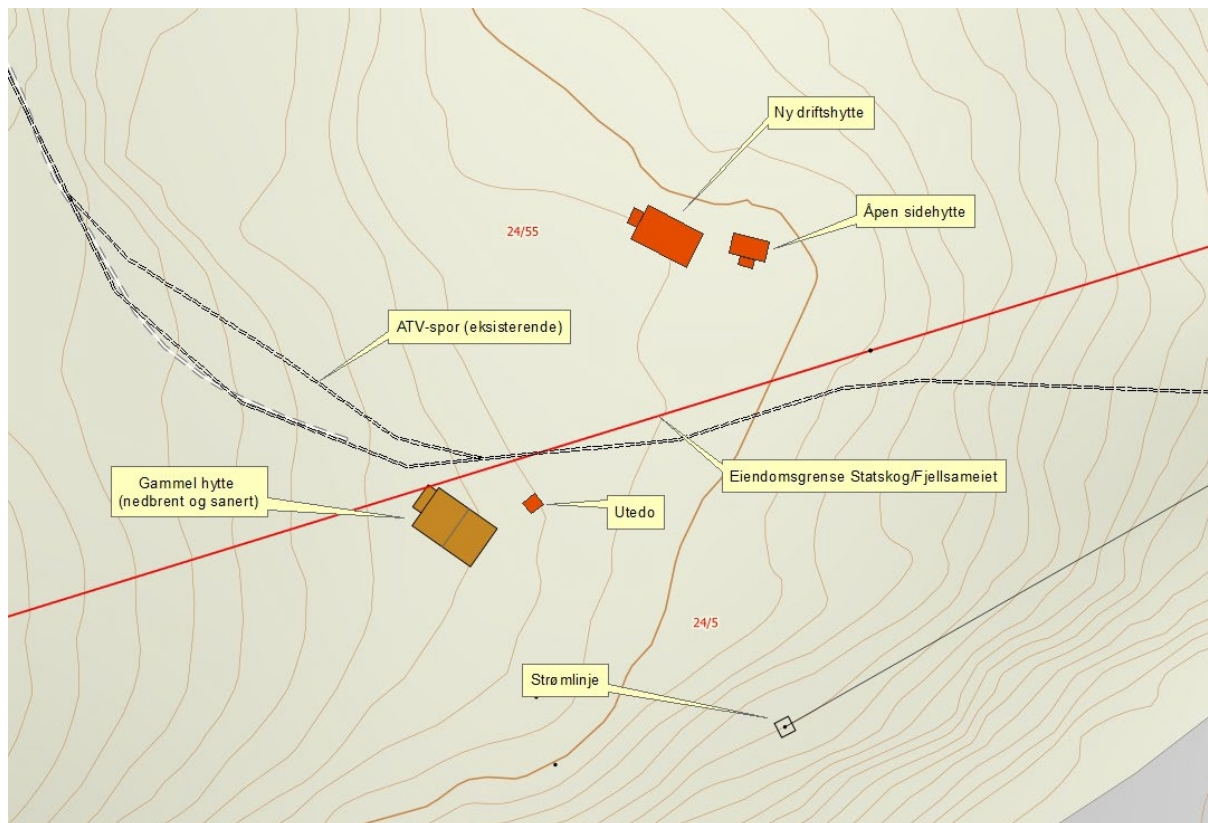 Ny driftshytte
Åpen sidehytte
24/55
ATV-spor (eksisterende)
Gammel hytte
(nedbrent og sanert)
Eiendomsgrense Statskog/Fjellsameiet
Utedo
24/5
Strømlinje